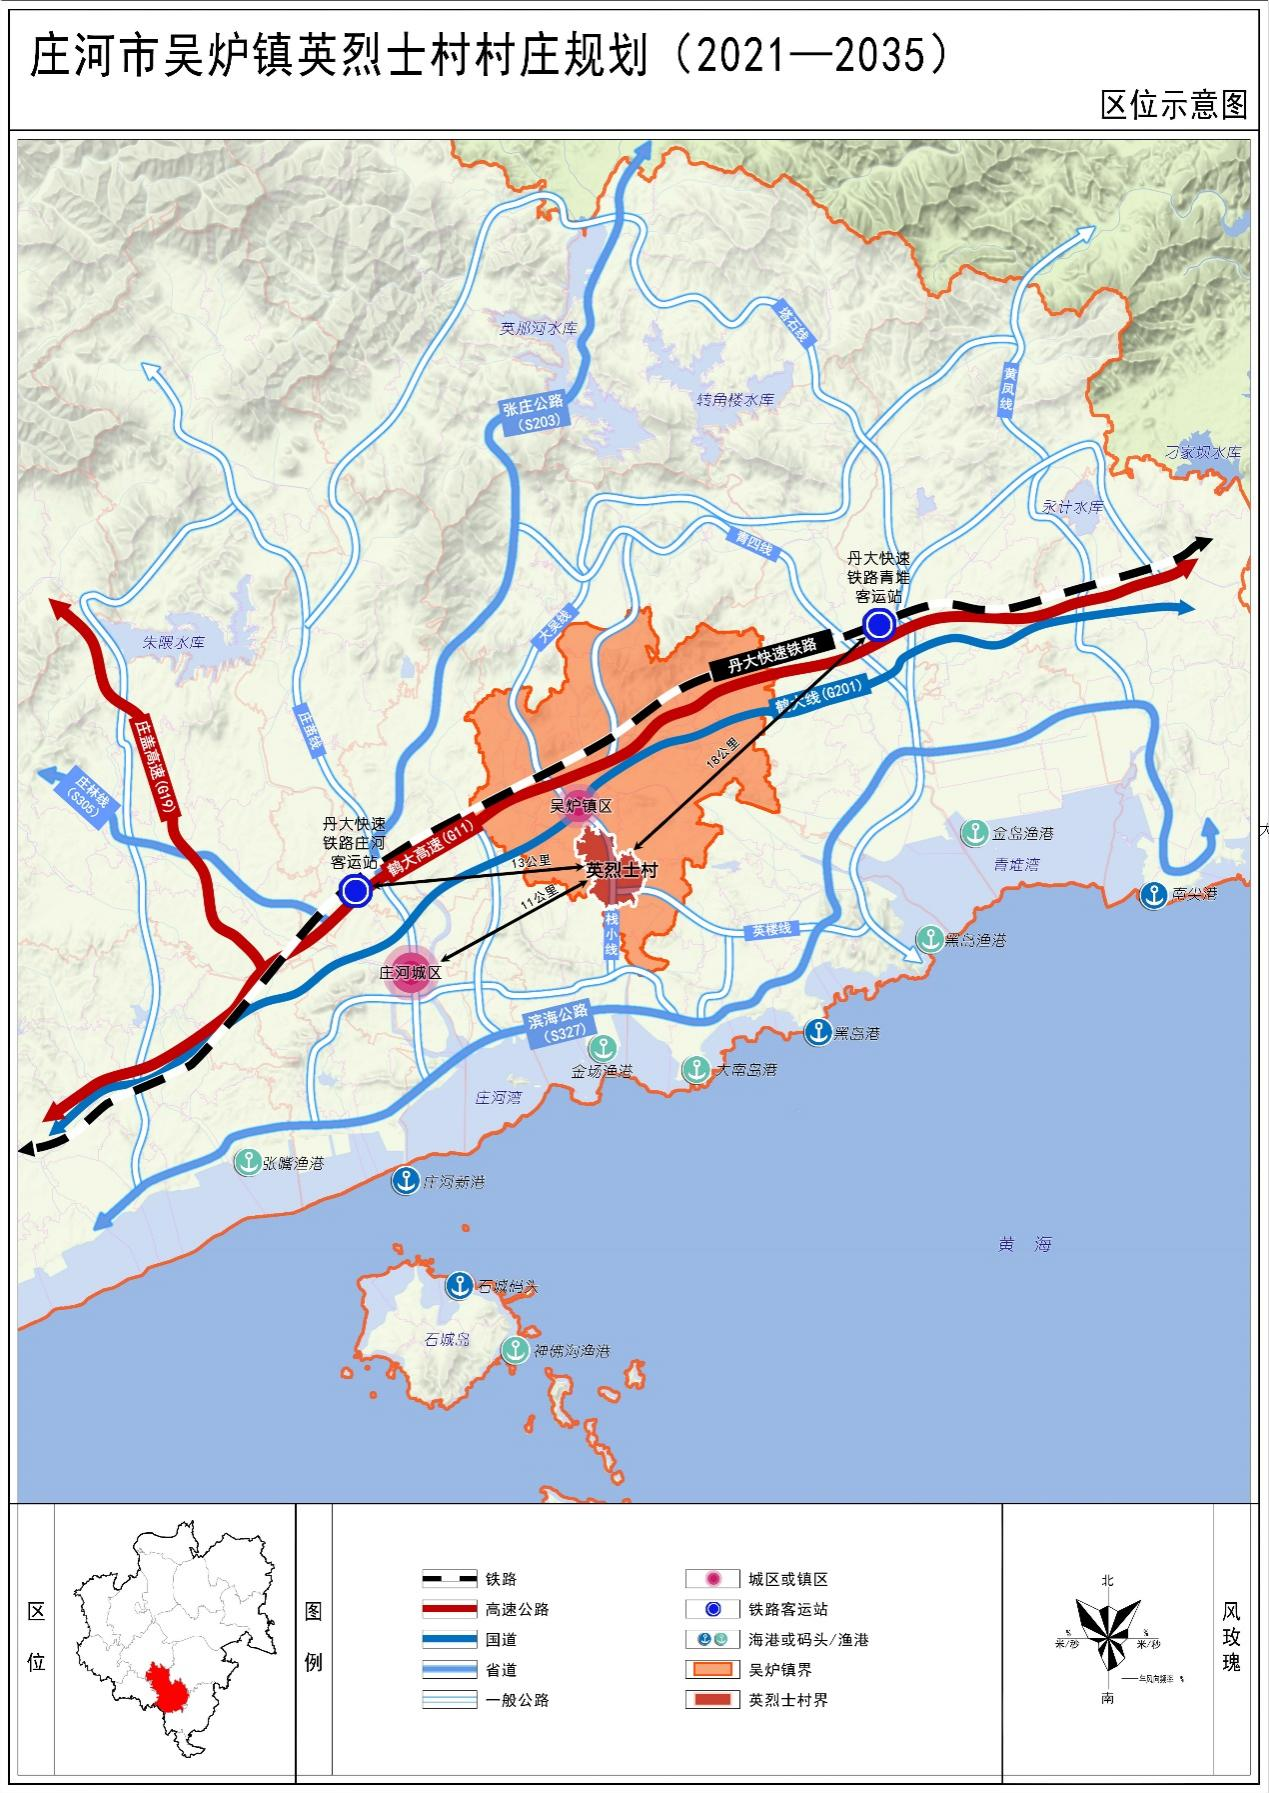 庄河市吴炉镇英烈士村村庄规划（2021—2035）
区位示意图
英那河水库
塔石线
黄凤线
转角楼水库
张庄公路
（S203）
刁家坝水库
永计水库
青四线
丹大快速
铁路青堆
客运站
大吴线
朱隈水库
丹大快速铁路
鹤大线(G201)
庄盖高速(G19)
18公里
庄林线
（S305）
吴炉镇区
丹大快速
铁路庄河
客运站
鹤大高速(G11)
金岛渔港
13公里
英烈士村
青堆湾
11公里
南尖港
栈小线
英楼线
黑岛渔港
庄河城区
滨海公路
（S327）
黑岛港
金场渔港
大南岛港
庄河湾
张嘴渔港
庄河新港
黄 海
石城码头
石城岛
神佛沟渔港
区位
图例
铁路
高速公路
国道
省道
一般公路
城区或镇区
铁路客运站
海港或码头/渔港
吴炉镇界
英烈士村界
北
%
米/秒
%
米/秒
年风向频率 %
南
风玫瑰